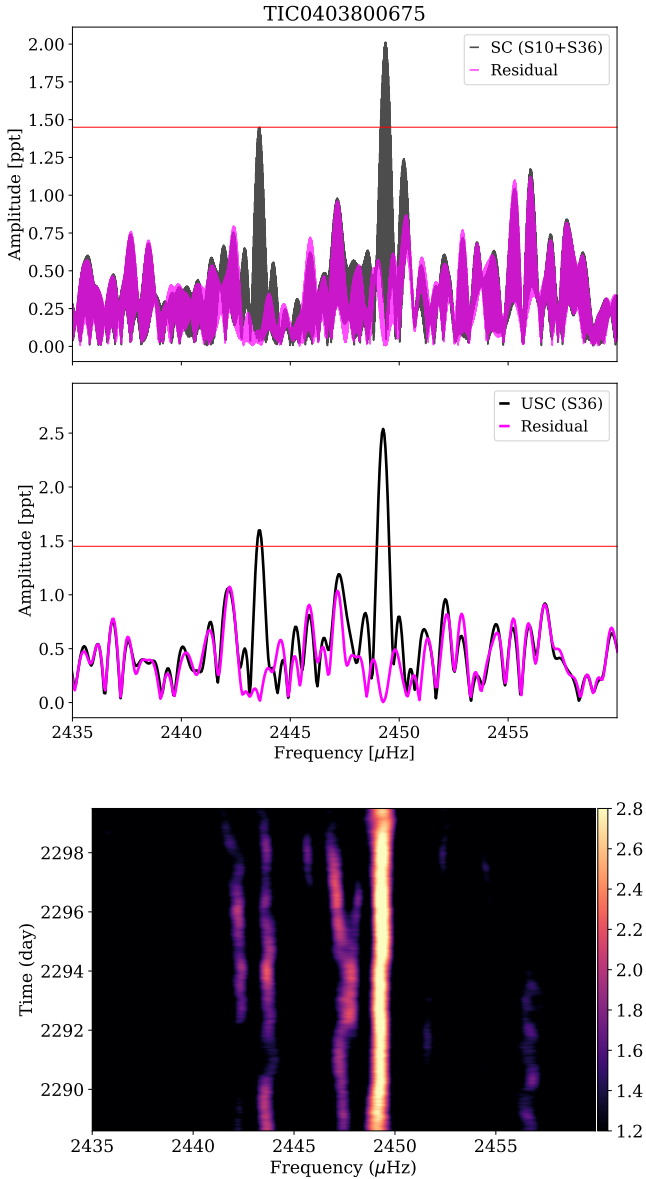 TIC0403800675
2.00
1.75
1.50
1.25
1.00
0.75
0.50
0.25
0.00
Amplitude [ppt]
SC (S10+S36)
Residual
2.5
2.0
1.5
1.0
0.5
0.0
Amplitude [ppt]
USC (S36)
Residual
2435 2440 2445 2450 2455
Frequency [μHz]
2298
2296
2294
2292
2290
Time (day)
2435 2440 2445 2450 2455
Frequency (μHz)
2.8
2.6
2.4
2.2
2.0
1.8
1.6
1.4
1.2